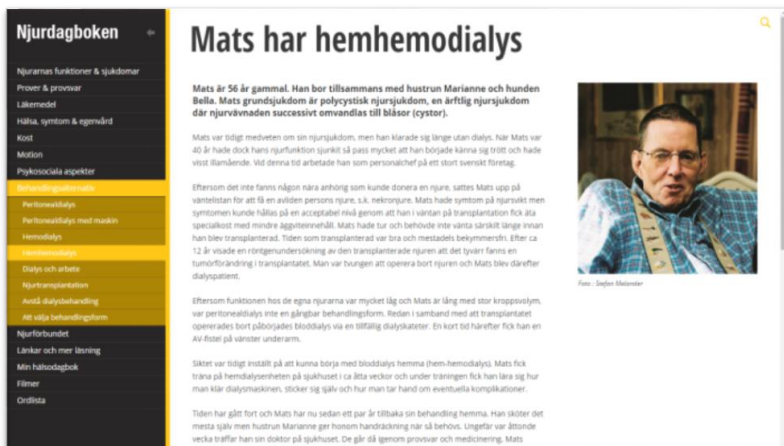 Njurdagboken
Njurarnas funktioner & sjukdomar
Prover & provsvar
Läkemedel
Hälsa, symtom & egenvård
Kost
Motion
Psykosociala aspekter
Behandlingsalternativ
Peritonealdialys
Peritonealdialys med maskin
Hemodialys
Hemhemodialys
Dialys och arbete
Njurtransplantation
Avstå dialysbehandling
Att välja behandlingsform
Njurförbundet
Länkar och mer läsning
Min hälsodagbok
Filmer
Ordlista
Mats har hemhemodialys
Mats är 56 år gammal. Han bor tillsammans med hustrun Marianne och hunden
Bella. Mats grundsjukdom är polycystisk njursjukdom, en ärftlig njursjukdom
där njurvävnaden successivt omvandlas till blåsor (cystor).
Mats var tidigt medveten om sin njursjukdom, men han klarade sig länge utan dialys. När Mats var
40 år hade dock hans njurfunktion sjunkit så pass mycket att han började känna sig trött och hade
visst illamående. Vid denna tid arbetade han som personalchef på ett stort svenskt företag.
Eftersom det inte fanns någon nära anhörig som kunde donera en njure, sattes Mats upp på
väntelistan för att få en avliden persons njure, s.k. nekronjure. Mats hade symtom på njursvikt men
symtomen kunde hållas på en acceptabel nivå genom att han i väntan på transplantation fick äta
specialkost med mindre äggviteinnehåll. Mats hade tur och behövde inte vänta särskilt länge innan
han blev transplanterad. Tiden som transplanterad var bra och mestadels bekymmersfri. Efter ca
12 år visade en röntgenundersökning av den transplanterade njuren att det tyvärr fanns en
tumörförändring i transplantatet. Man var tvungen att operera bort njuren och Mats blev därefter
dialyspatient.
Eftersom funktionen hos de egna njurarna var mycket låg och Mats är lång med stor kroppsvolym,
var peritonealdialys inte en gångbar behandlingsform. Redan i samband med att transplantatet
opererades bort påbörjades bloddialys via en tillfällig dialyskateter. En kort tid härefter fick han en
AV-fistel på vänster underarm.
Siktet var tidigt inställt på att kunna börja med bloddialys hemma (hem-hemodialys). Mats fick
träna på hemdialysenheten på sjukhuset i ca åtta veckor och under träningen fick han lära sig hur
man klär dialysmaskinen, sticker sig själv och hur man tar hand om eventuella komplikationer.
Tiden har gått fort och Mats har nu sedan ett par år tillbaka sin behandling hemma. Han sköter det
mesta själv men hustrun Marianne ger honom handräckning när så behövs. Ungefär var åttonde
vecka träffar han sin doktor på sjukhuset. De går då igenom provsvar och medicinering. Mats
Foto : Stefan Melander